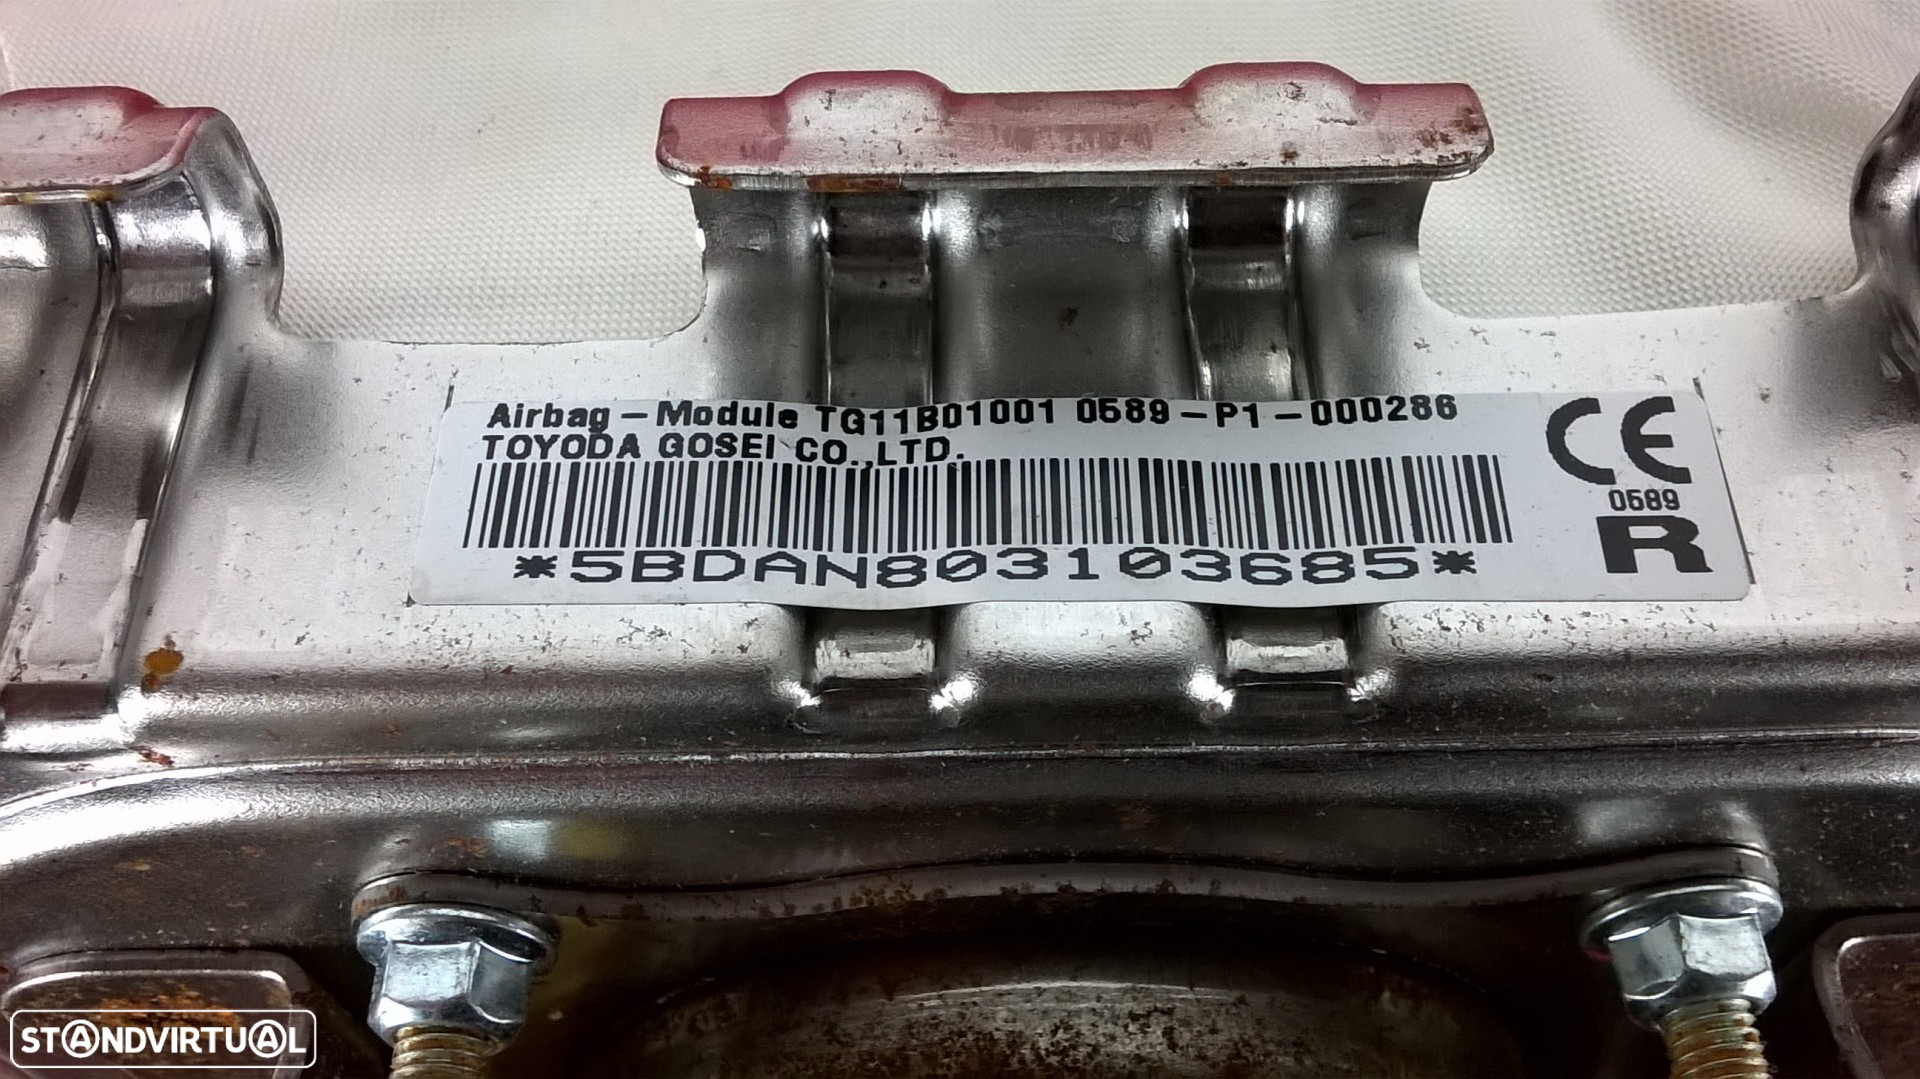 Airbag-Module TG11B01001 0589-P1-000286
TOYODA GOSEI CO.,LTD.
*5BDAN803103685*
CE
0589
R
STANDVIRTUAL